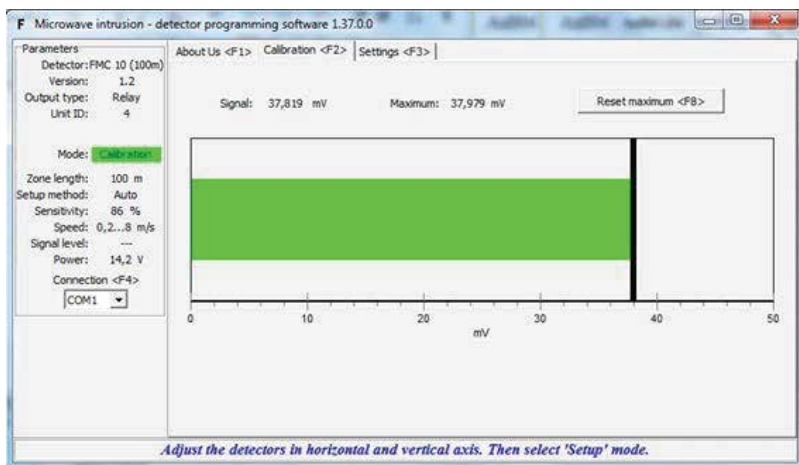 F Microwave intrusion - detector programming software 1.37.0.0
Parameters
Detector: FMC 10 (100m)
Version: 1.2
Output type: Relay
Unit ID: 4
Mode: Calibration
Zone length: 100 m
Setup method: Auto
Sensitivity: 86 %
Speed: 0,2...8 m/s
Signal level: ---
Power: 14,2 V
Connection <F4>
COM1
About Us <F1> Calibration <F2> Settings <F3>
Signal: 37,819 mV Maximum: 37,979 mV Reset maximum <F8>
0 10 20 30 40 50
mV
Adjust the detectors in horizontal and vertical axis. Then select 'Setup' mode.